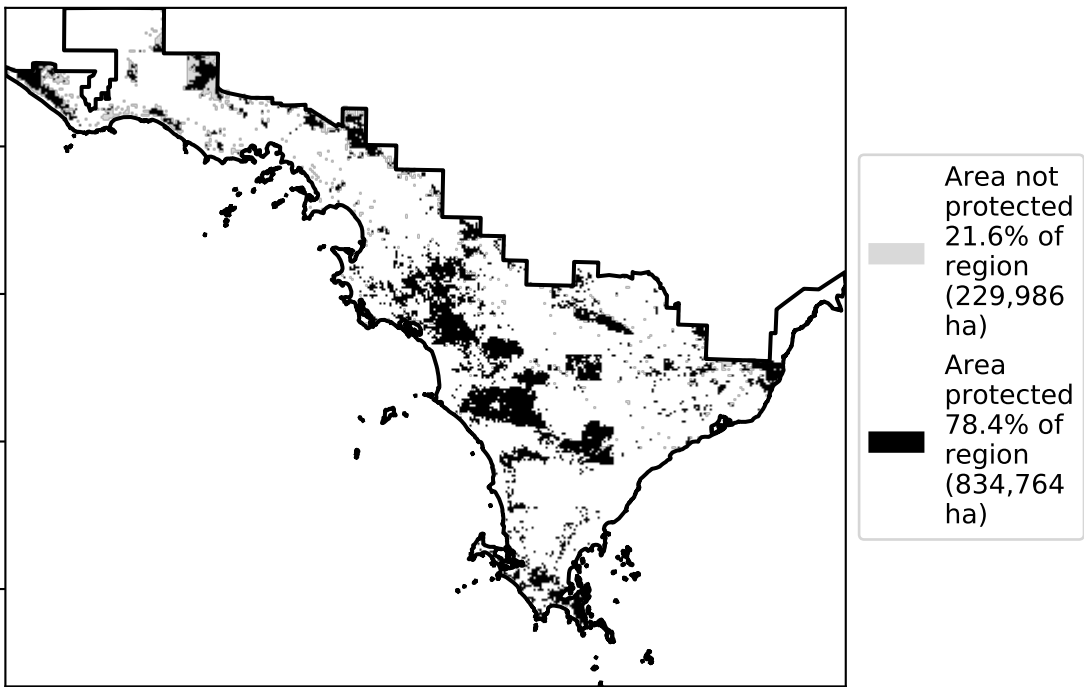 Area not
protected
21.6% of
region
(229,986
ha)
Area
protected
78.4% of
region
(834,764
ha)